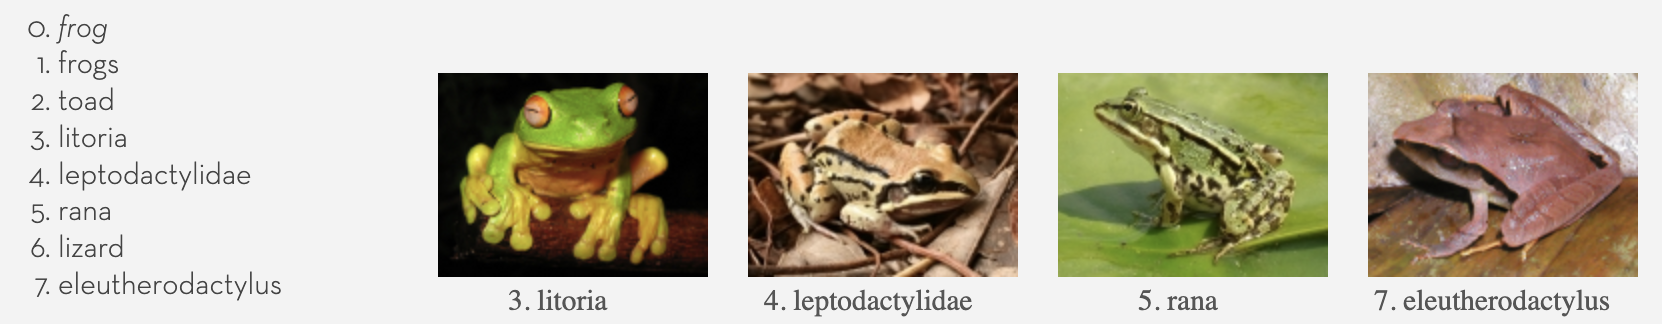 0. frog
1. frogs
2. toad
3. litoria
4. leptodactylidae
5. rana
6. lizard
7. eleutherodactylus
3. litoria
4. leptodactylidae
5. rana
7. eleutherodactylus